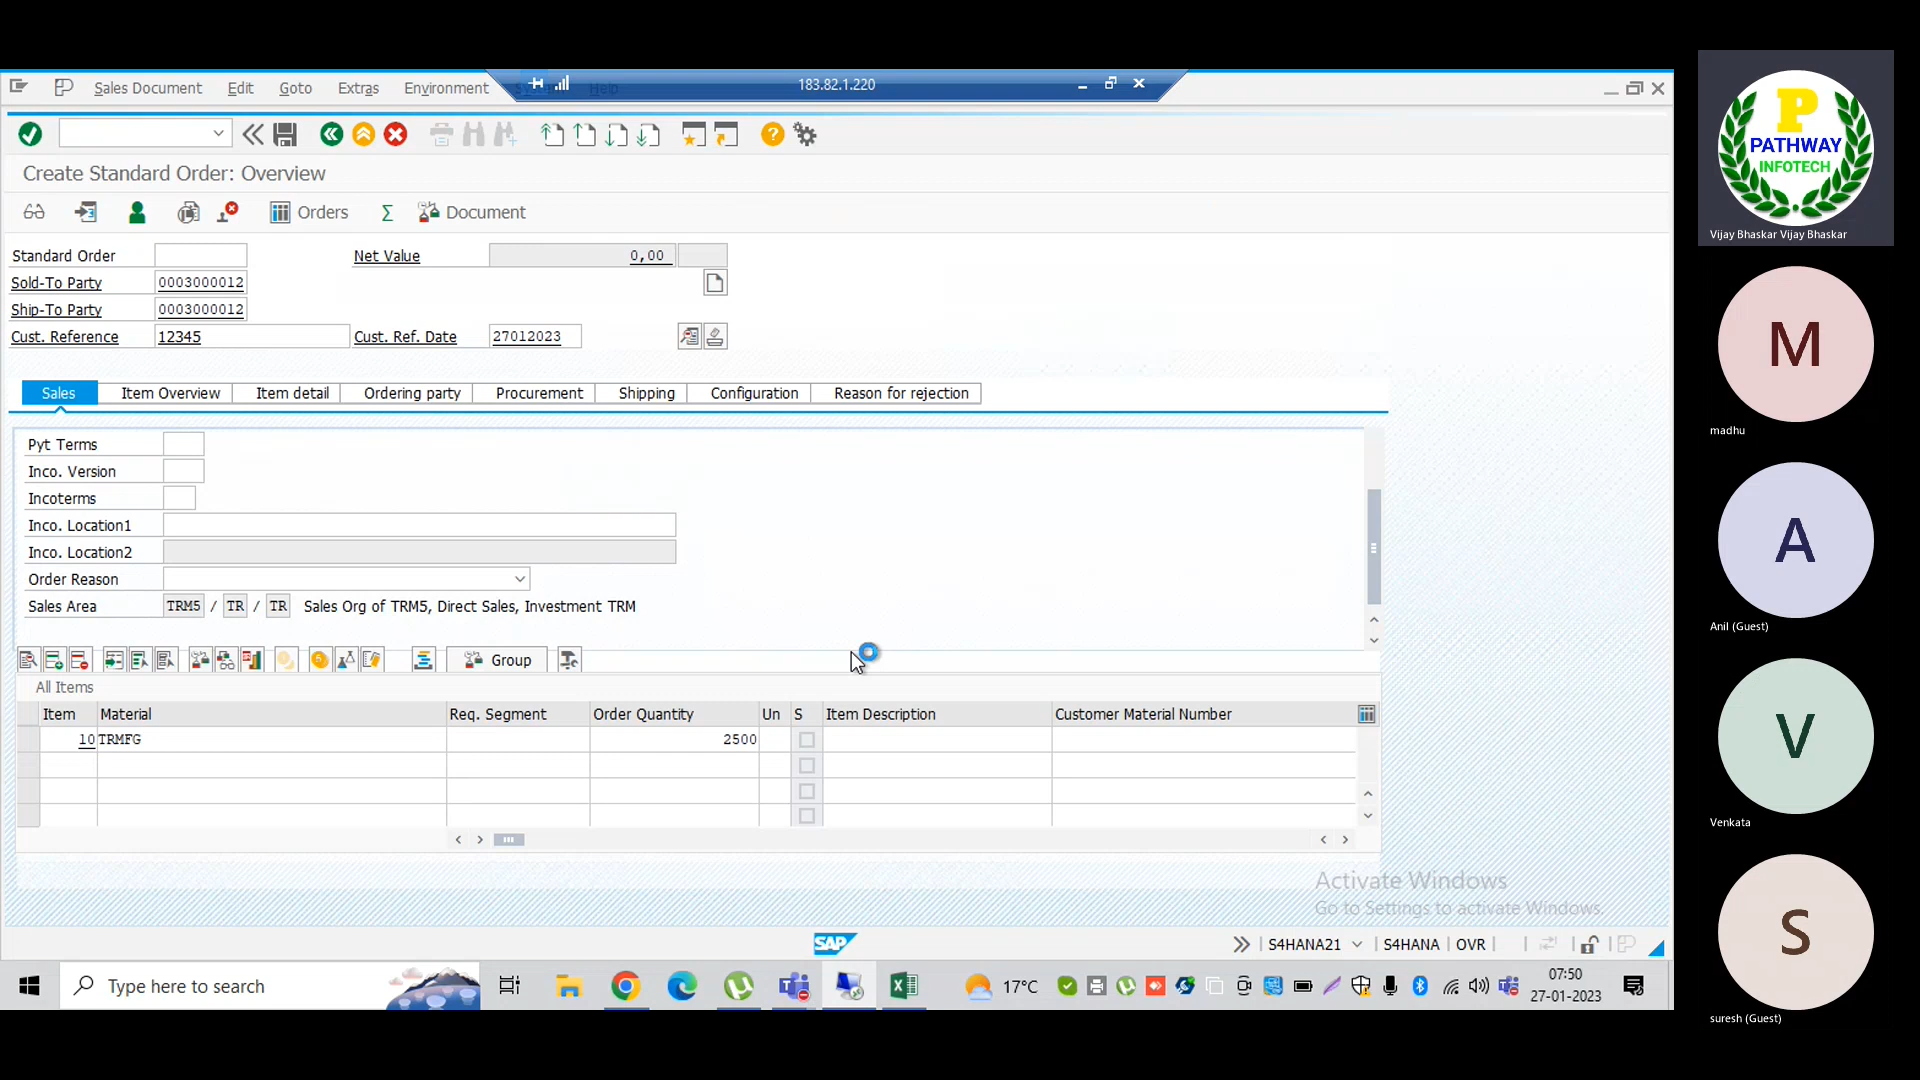 Sales Document Edit Goto Extras Environment Help
183.82.1.220
Create Standard Order: Overview
Orders Σ Document
Standard Order Net Value 0,00
Sold-To Party 0003000012
Ship-To Party 0003000012
Cust. Reference 12345 Cust. Ref. Date 27012023
Sales Item Overview Item detail Ordering party Procurement Shipping Configuration Reason for rejection
Pyt Terms
Inco. Version
Incoterms
Inco. Location1
Inco. Location2
Order Reason
Sales Area TRM5 / TR / TR Sales Org of TRM5, Direct Sales, Investment TRM
Group
All Items
Item Material Req. Segment Order Quantity Un S Item Description Customer Material Number
10 TRMFG 2500
Activate Windows
Go to Settings to activate Windows.
SAP S4HANA21 S4HANA OVR
Type here to search 17°C 07:50
27-01-2023
P
PATHWAY
INFOTECH
Vijay Bhaskar Vijay Bhaskar
M
madhu
A
Anil (Guest)
V
Venkata
S
suresh (Guest)